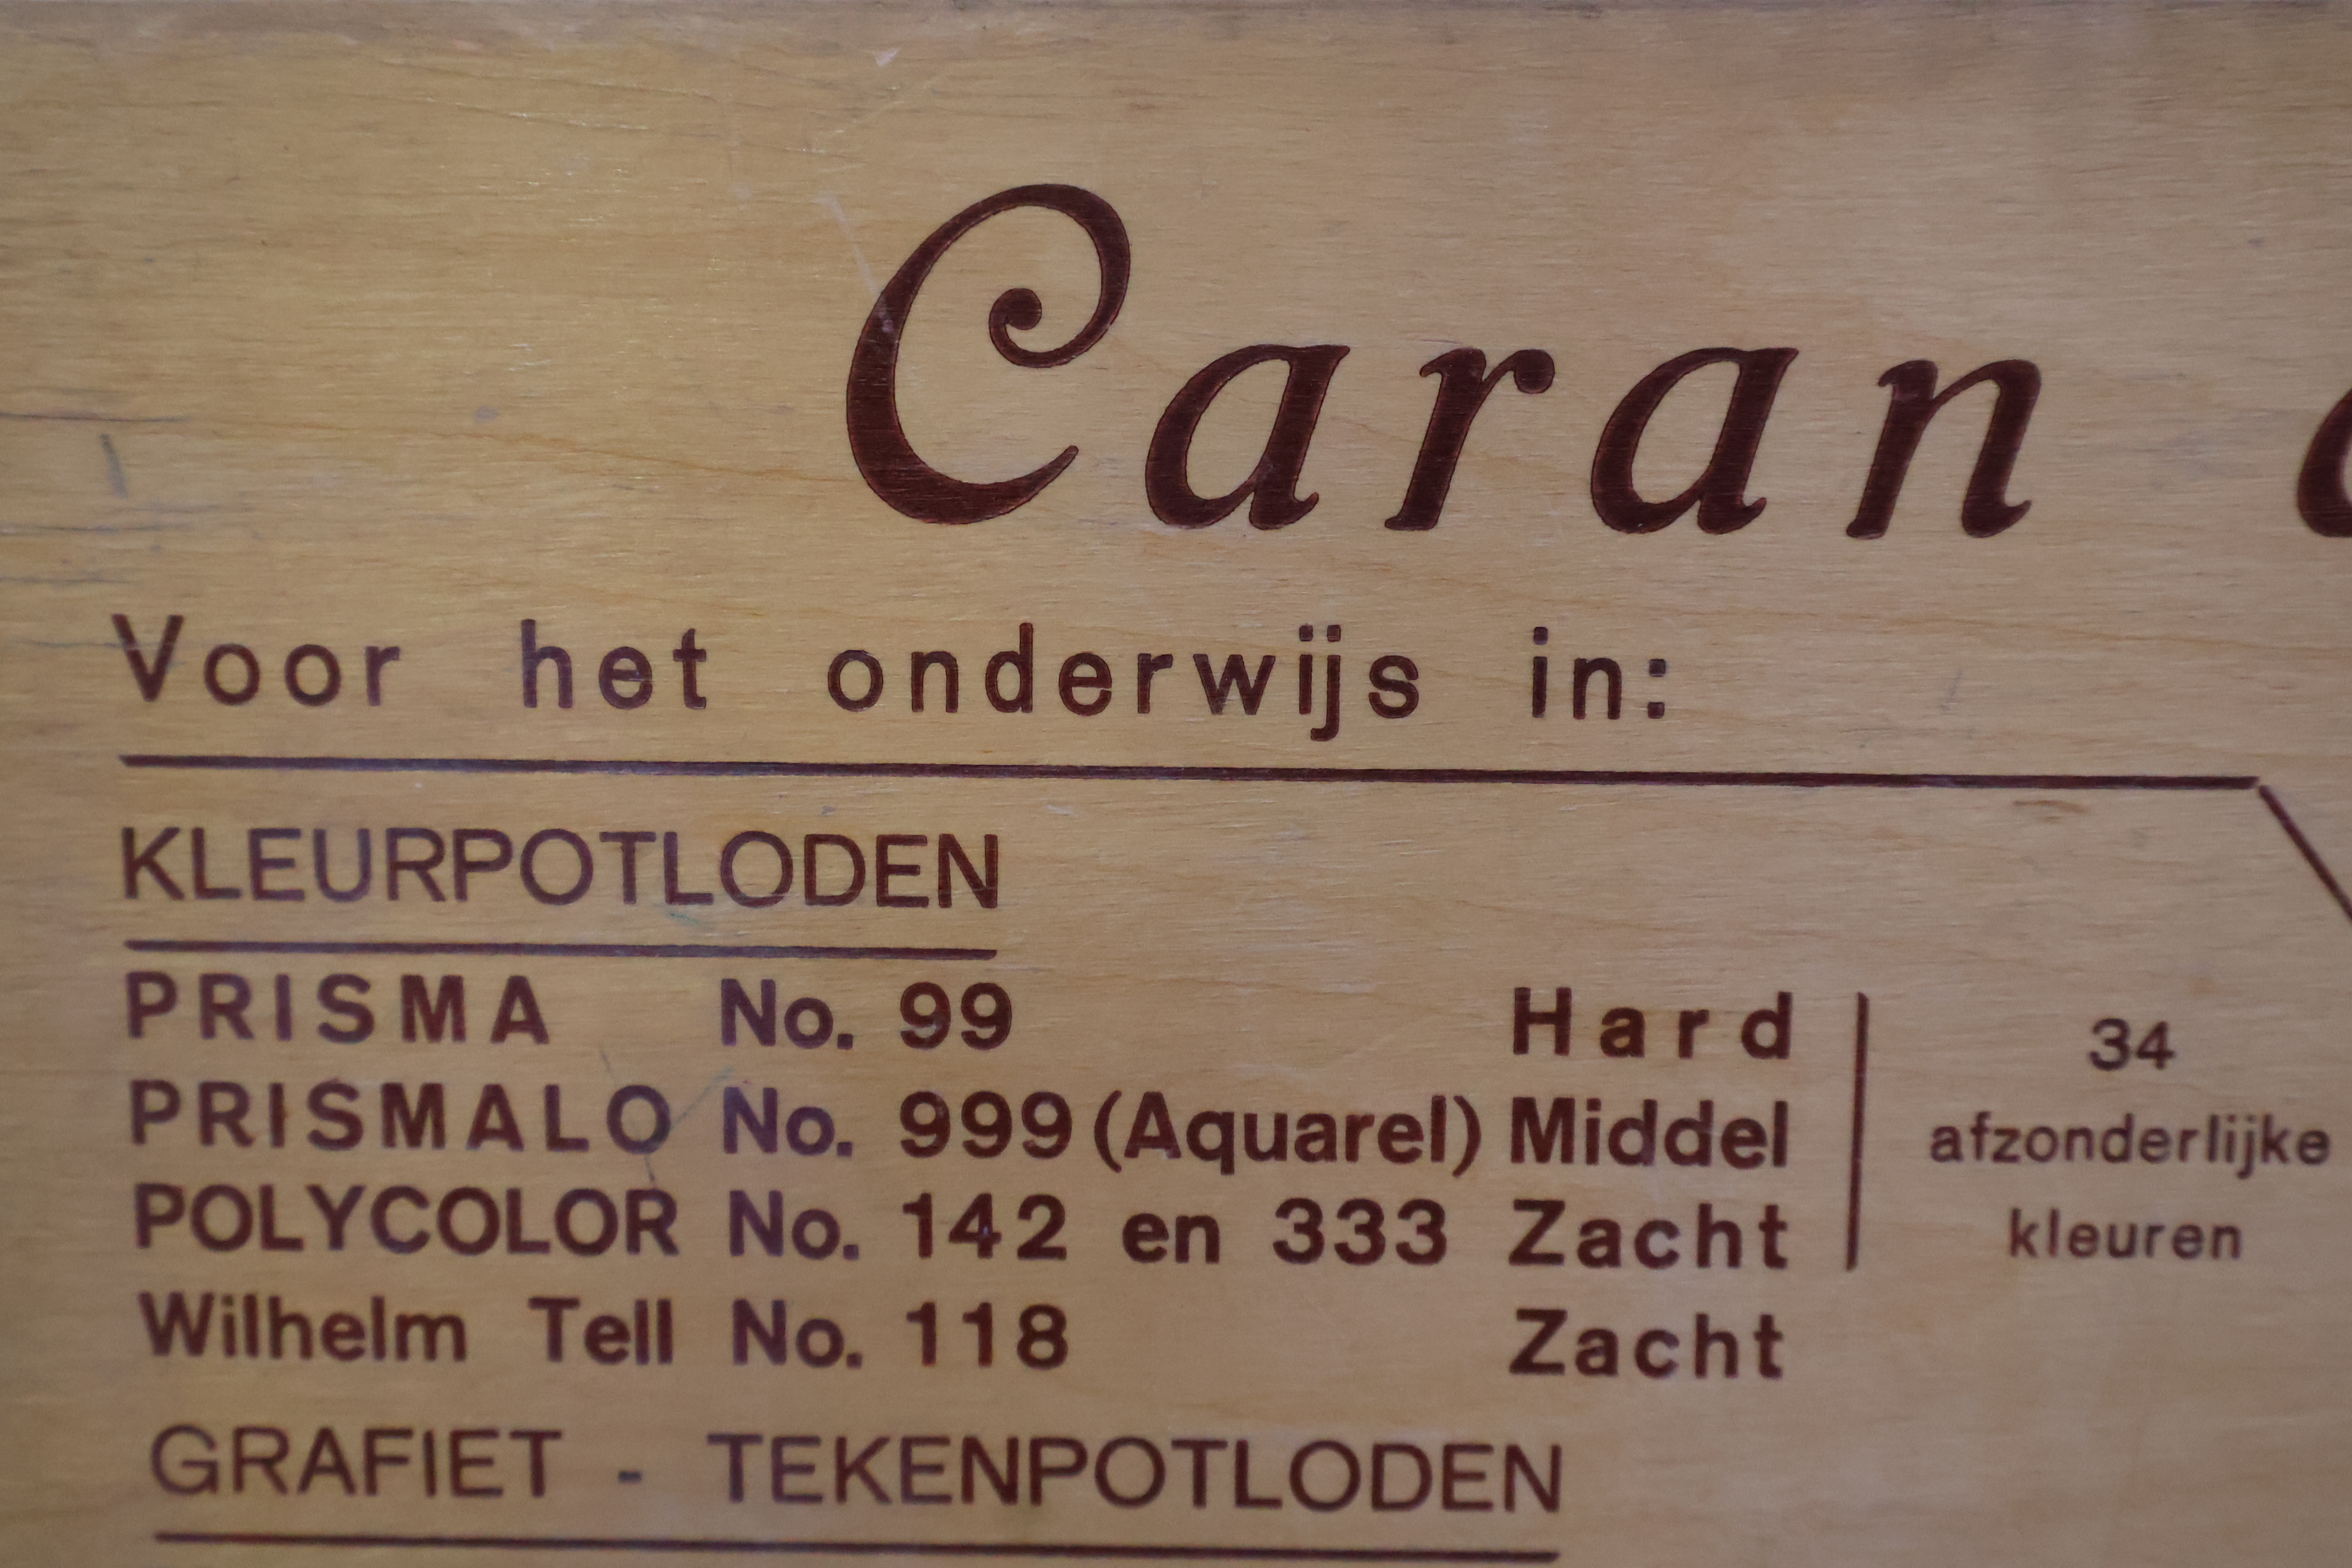 Caran
Voor het onderwijs in:
KLEURPOTLODEN
PRISMA No. 99 Hard
PRISMALO No. 999 (Aquarel) Middel
POLYCOLOR No. 142 en 333 Zacht
Wilhelm Tell No. 118 Zacht
34
afzonderlijke
kleuren
GRAFIET - TEKENPOTLODEN